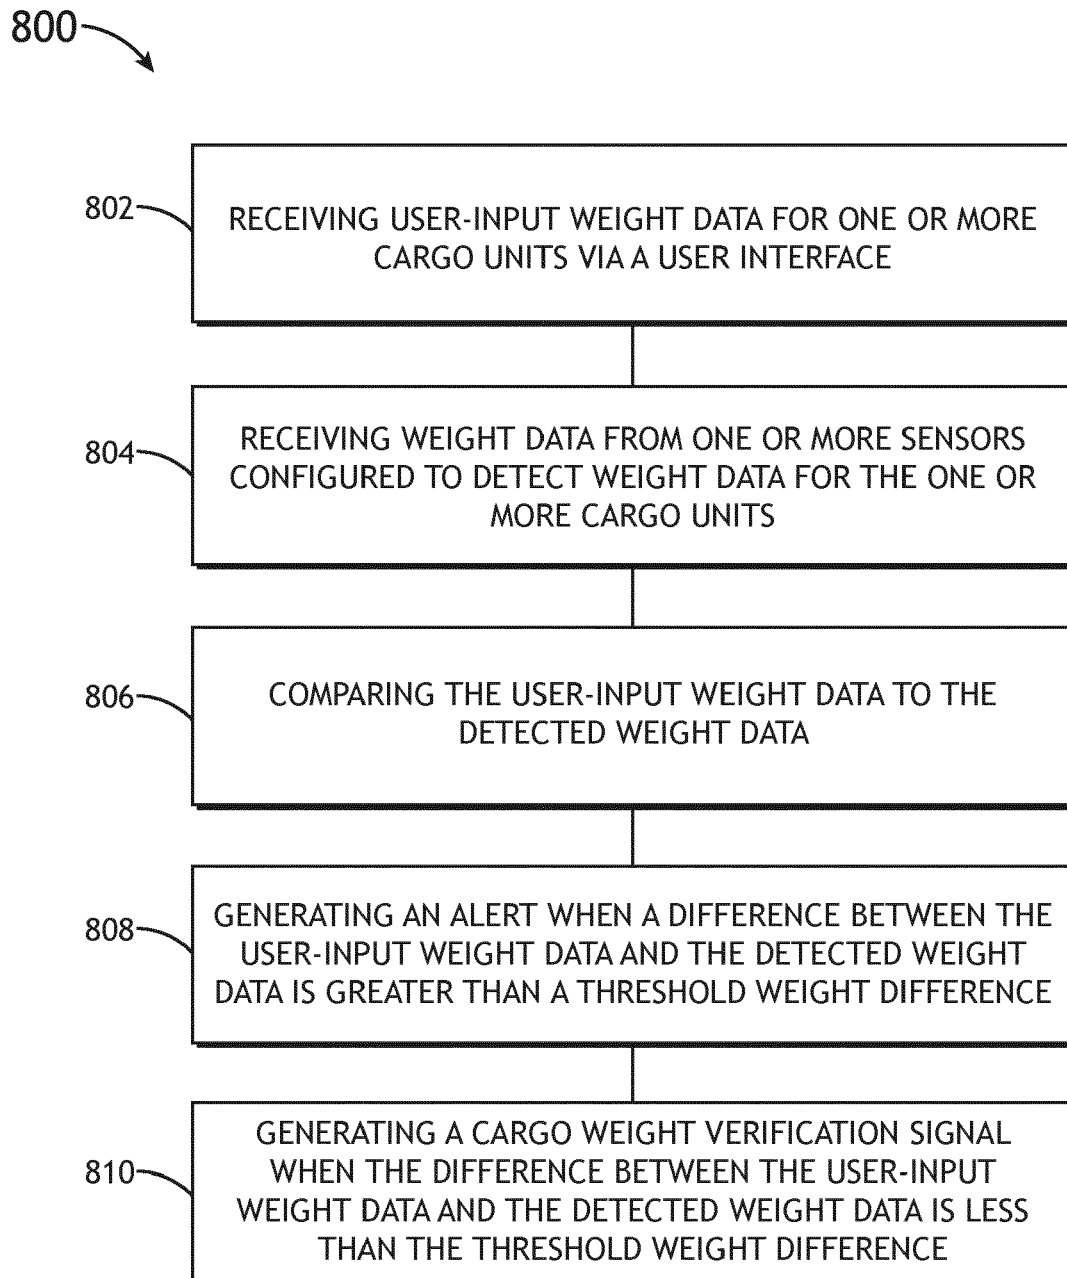 800
802
RECEIVING USER-INPUT WEIGHT DATA FOR ONE OR MORE
CARGO UNITS VIA A USER INTERFACE
804
RECEIVING WEIGHT DATA FROM ONE OR MORE SENSORS
CONFIGURED TO DETECT WEIGHT DATA FOR THE ONE OR
MORE CARGO UNITS
806
COMPARING THE USER-INPUT WEIGHT DATA TO THE
DETECTED WEIGHT DATA
808
GENERATING AN ALERT WHEN A DIFFERENCE BETWEEN THE
USER-INPUT WEIGHT DATA AND THE DETECTED WEIGHT
DATA IS GREATER THAN A THRESHOLD WEIGHT DIFFERENCE
810
GENERATING A CARGO WEIGHT VERIFICATION SIGNAL
WHEN THE DIFFERENCE BETWEEN THE USER-INPUT
WEIGHT DATA AND THE DETECTED WEIGHT DATA IS LESS
THAN THE THRESHOLD WEIGHT DIFFERENCE